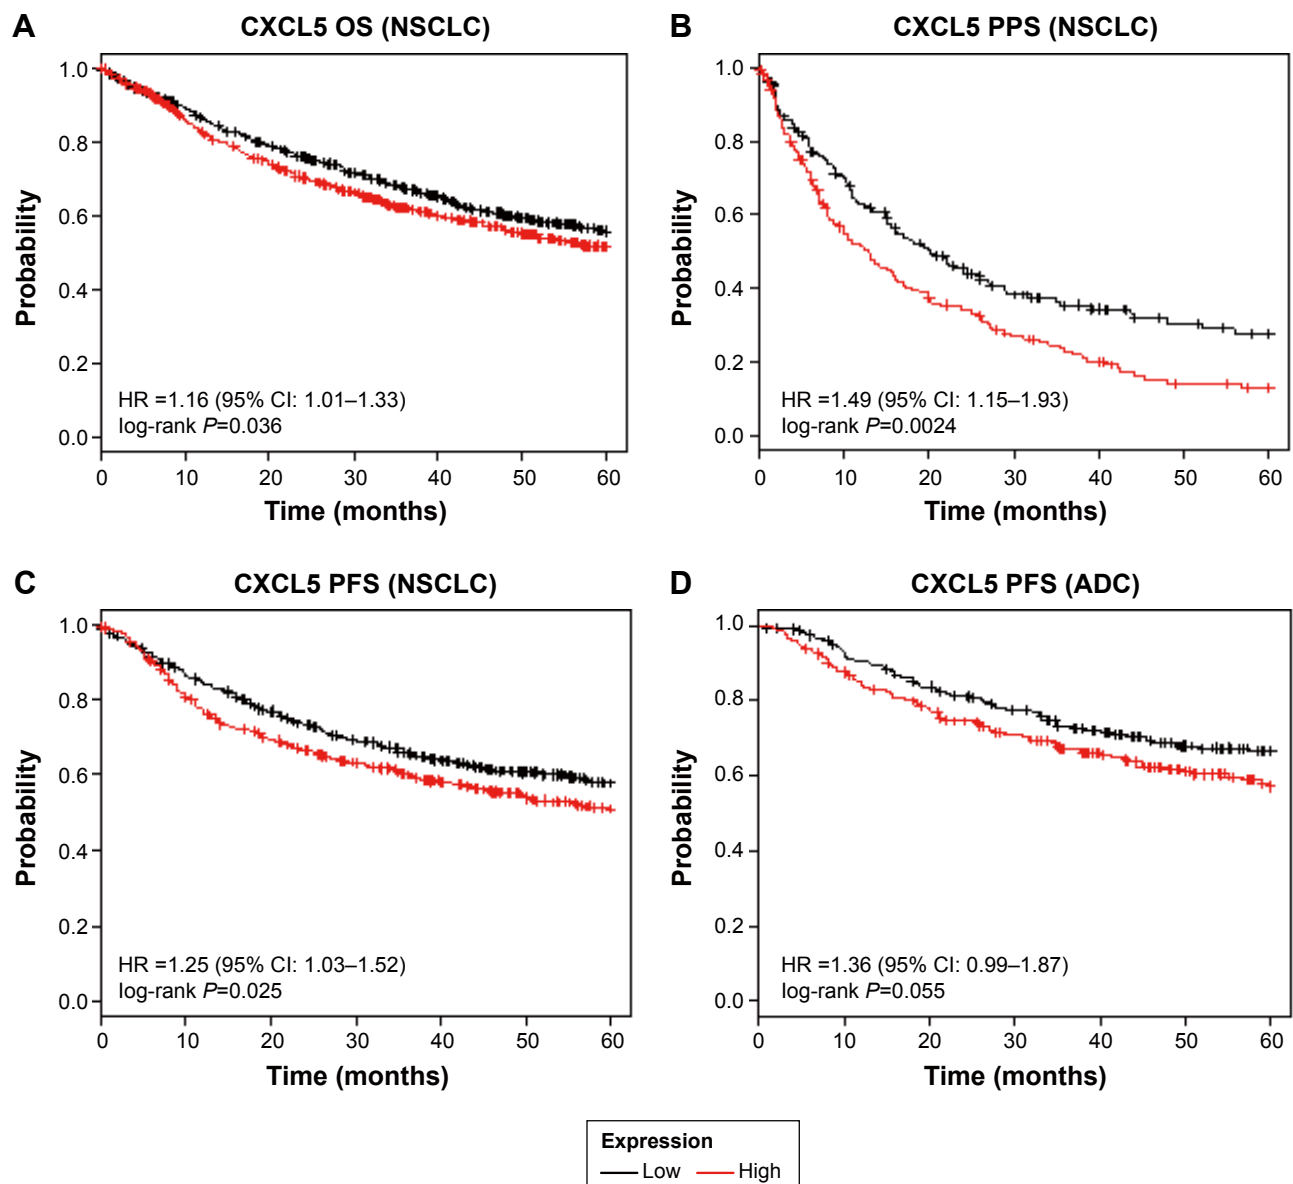 A
CXCL5 OS (NSCLC)
Probability
1.0
0.8
0.6
0.4
0.2
0.0
HR =1.16 (95% CI: 1.01–1.33)
log-rank P=0.036
0 10 20 30 40 50 60
Time (months)
B
CXCL5 PPS (NSCLC)
Probability
1.0
0.8
0.6
0.4
0.2
0.0
HR =1.49 (95% CI: 1.15–1.93)
log-rank P=0.0024
0 10 20 30 40 50 60
Time (months)
C
CXCL5 PFS (NSCLC)
Probability
1.0
0.8
0.6
0.4
0.2
0.0
HR =1.25 (95% CI: 1.03–1.52)
log-rank P=0.025
0 10 20 30 40 50 60
Time (months)
D
CXCL5 PFS (ADC)
Probability
1.0
0.8
0.6
0.4
0.2
0.0
HR =1.36 (95% CI: 0.99–1.87)
log-rank P=0.055
0 10 20 30 40 50 60
Time (months)
Expression
Low High